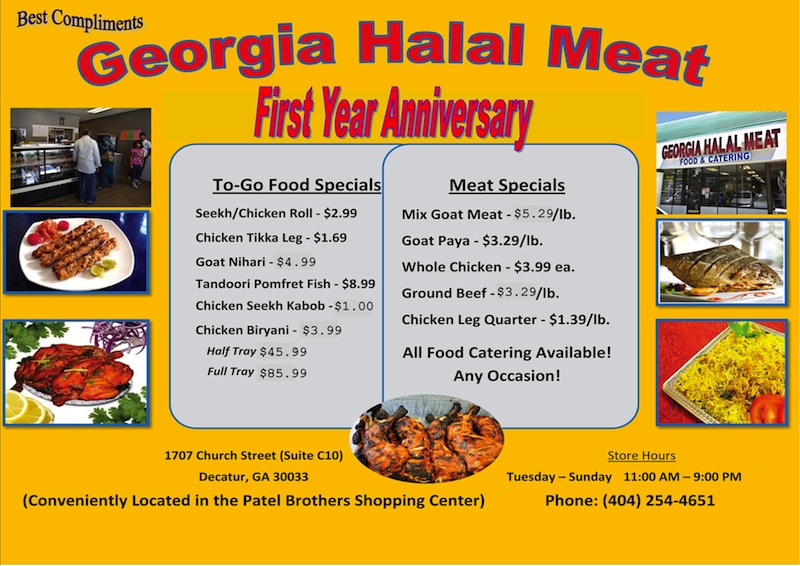 Best Compliments
Georgia Halal Meat
First Year Anniversary
GEORGIA HALAL MEAT
FOOD & CATERING
To-Go Food Specials
Seekh/Chicken Roll - $2.99
Chicken Tikka Leg - $1.69
Goat Nihari - $4.99
Tandoori Pomfret Fish - $8.99
Chicken Seekh Kabob - $1.00
Chicken Biryani - $3.99
Half Tray $45.99
Full Tray $85.99
Meat Specials
Mix Goat Meat - $5.29/lb.
Goat Paya - $3.29/lb.
Whole Chicken - $3.99 ea.
Ground Beef - $3.29/lb.
Chicken Leg Quarter - $1.39/lb.
All Food Catering Available!
Any Occasion!
1707 Church Street (Suite C10)
Decatur, GA 30033
(Conveniently Located in the Patel Brothers Shopping Center)
Store Hours
Tuesday – Sunday 11:00 AM – 9:00 PM
Phone: (404) 254-4651